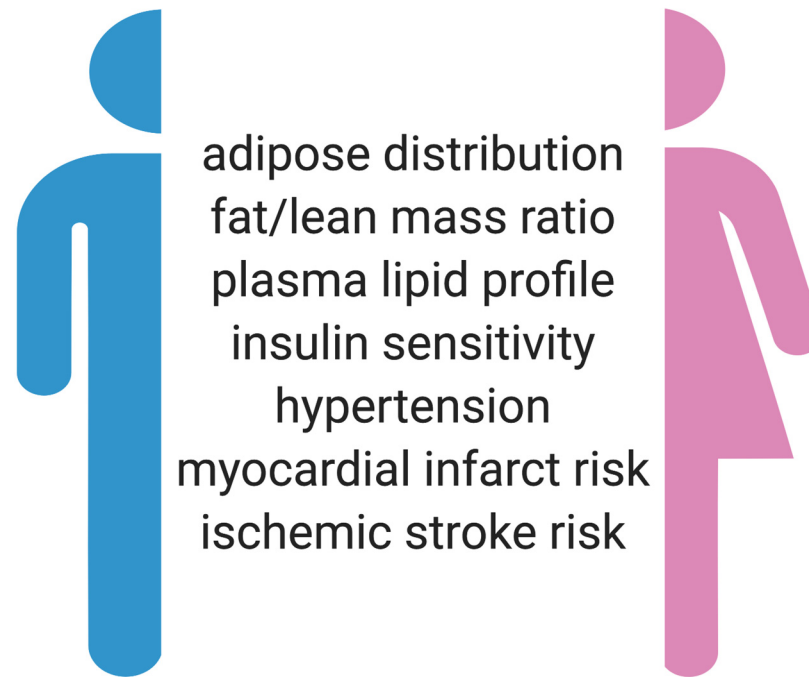 adipose distribution
fat/lean mass ratio
plasma lipid profile
insulin sensitivity
hypertension
myocardial infarct risk
ischemic stroke risk